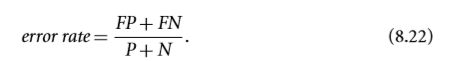 error rate = FP + FN / P + N . (8.22)